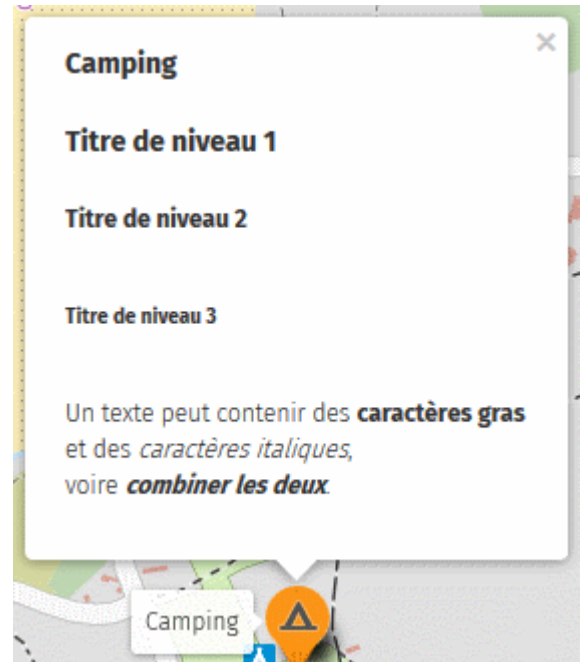 Camping
×
Titre de niveau 1
Titre de niveau 2
Titre de niveau 3
Un texte peut contenir des caractères gras
et des caractères italiques,
voire combiner les deux.
Camping